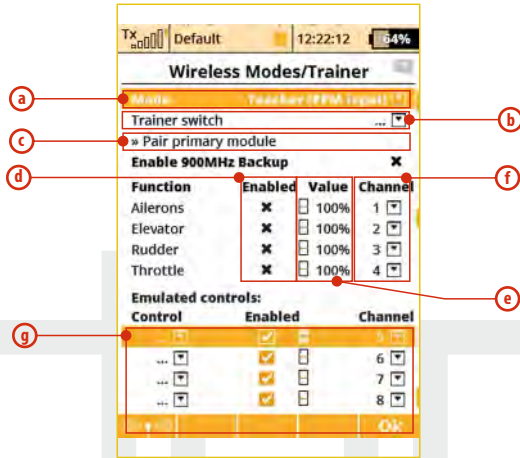 Tx Default 12:22:12 64%
Wireless Modes/Trainer
a Mode Teacher (PPM input)
Trainer switch ... b
c » Pair primary module
Enable 900MHz Backup
d f
Function Enabled Value Channel
Ailerons 100% 1
Elevator 100% 2
Rudder 100% 3
Throttle 100% 4
e
Emulated controls:
Control Enabled Channel
g
... 5
... 6
... 7
... 8
Ok